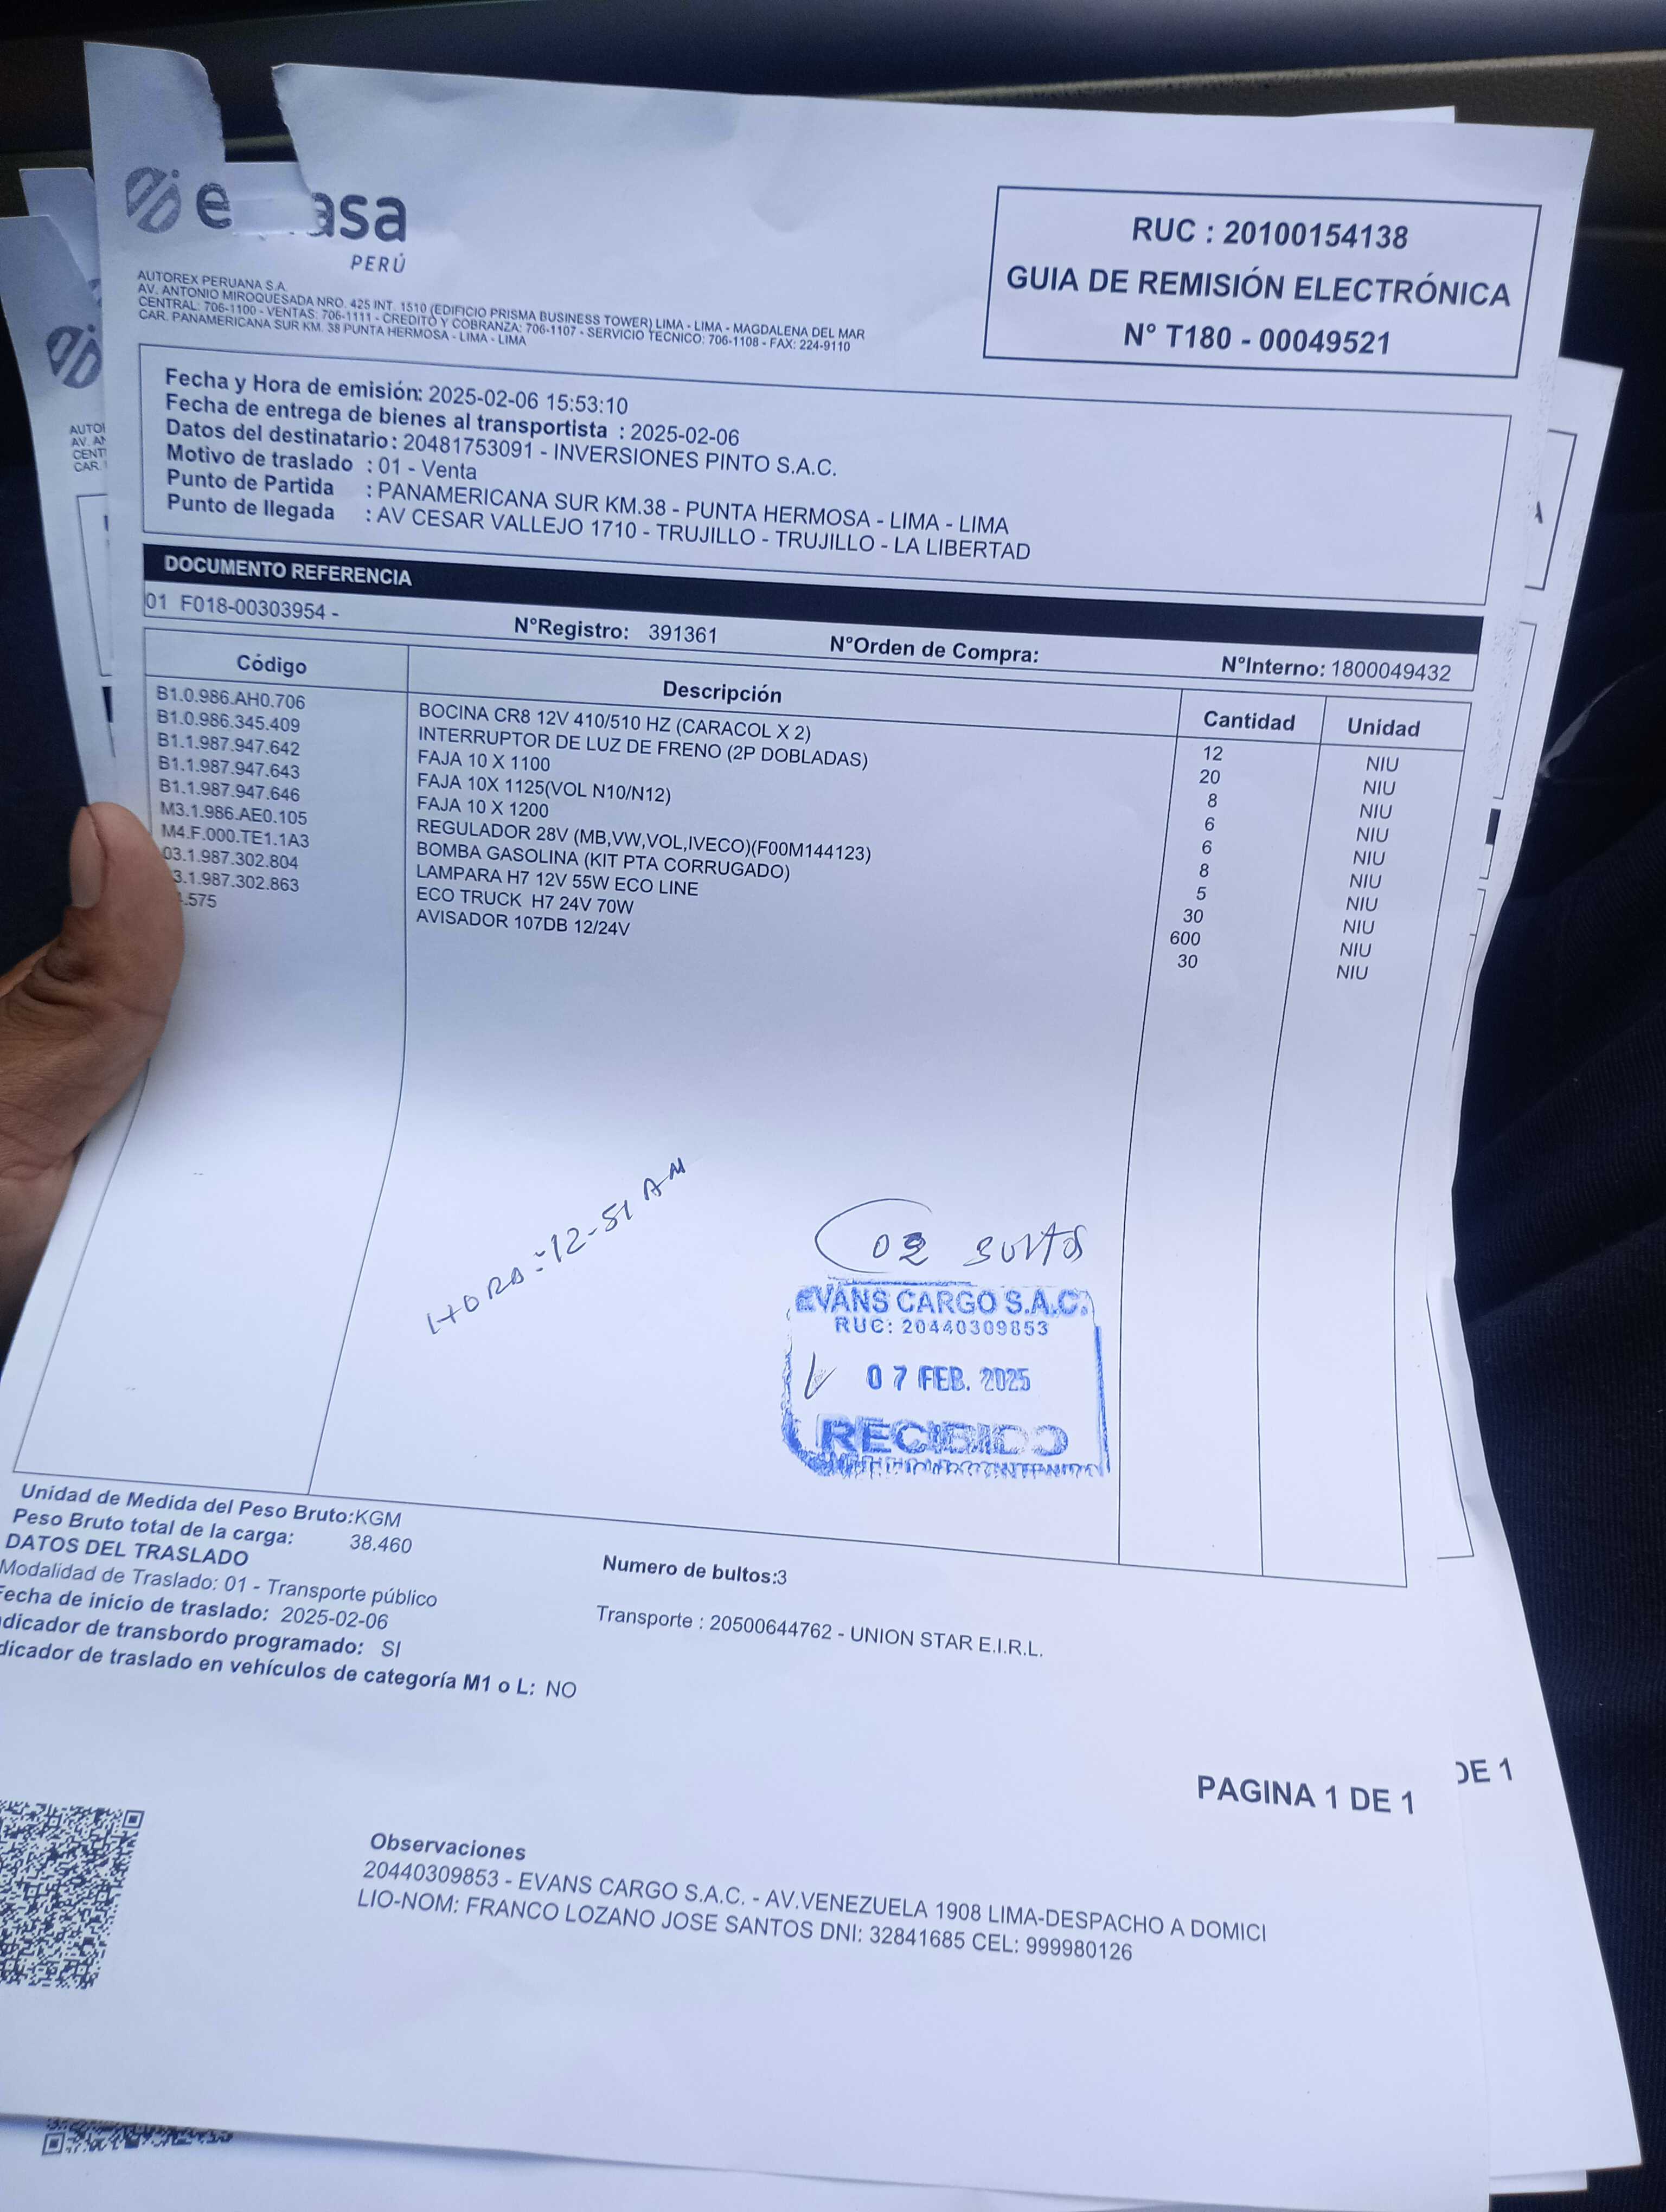 asa
PERÚ
AUTOREX PERUANA S.A.
AV. ANTONIO MIROQUESADA NRO. 425 INT. 1510 (EDIFICIO PRISMA BUSINESS TOWER) LIMA - LIMA - MAGDALENA DEL MAR
CENTRAL: 706-1100 - VENTAS: 706-1111 - CREDITO Y COBRANZA: 706-1107 - SERVICIO TECNICO: 706-1108 - FAX: 224-9110
CAR. PANAMERICANA SUR KM. 38 PUNTA HERMOSA - LIMA - LIMA
RUC : 20100154138
GUIA DE REMISIÓN ELECTRÓNICA
N° T180 - 00049521
Fecha y Hora de emisión: 2025-02-06 15:53:10
Fecha de entrega de bienes al transportista : 2025-02-06
Datos del destinatario: 20481753091 - INVERSIONES PINTO S.A.C.
Motivo de traslado : 01 - Venta
Punto de Partida : PANAMERICANA SUR KM.38 - PUNTA HERMOSA - LIMA - LIMA
Punto de llegada : AV CESAR VALLEJO 1710 - TRUJILLO - TRUJILLO - LA LIBERTAD
DOCUMENTO REFERENCIA
01 F018-00303954 - N°Registro: 391361 N°Orden de Compra: N°Interno: 1800049432
Código Descripción Cantidad Unidad
B1.0.986.AH0.706 BOCINA CR8 12V 410/510 HZ (CARACOL X 2) 12 NIU
B1.0.986.345.409 INTERRUPTOR DE LUZ DE FRENO (2P DOBLADAS) 20 NIU
B1.1.987.947.642 FAJA 10 X 1100 8 NIU
B1.1.987.947.643 FAJA 10X 1125(VOL N10/N12) 6 NIU
B1.1.987.947.646 FAJA 10 X 1200 6 NIU
M3.1.986.AE0.105 REGULADOR 28V (MB,VW,VOL,IVECO)(F00M144123) 8 NIU
M4.F.000.TE1.1A3 BOMBA GASOLINA (KIT PTA CORRUGADO) 5 NIU
03.1.987.302.804 LAMPARA H7 12V 55W ECO LINE 30 NIU
3.1.987.302.863 ECO TRUCK H7 24V 70W 600 NIU
.575 AVISADOR 107DB 12/24V 30 NIU
HORA: 12-51 AM
02 BULTOS
EVANS CARGO S.A.C.
RUC: 20440309853
07 FEB. 2025
RECIBIDO
Unidad de Medida del Peso Bruto:KGM
Peso Bruto total de la carga: 38.460
Numero de bultos:3
DATOS DEL TRASLADO
Modalidad de Traslado: 01 - Transporte público
Transporte : 20500644762 - UNION STAR E.I.R.L.
Fecha de inicio de traslado: 2025-02-06
dicador de transbordo programado: SI
dicador de traslado en vehículos de categoría M1 o L: NO
PAGINA 1 DE 1
DE 1
Observaciones
20440309853 - EVANS CARGO S.A.C. - AV.VENEZUELA 1908 LIMA-DESPACHO A DOMICI
LIO-NOM: FRANCO LOZANO JOSE SANTOS DNI: 32841685 CEL: 999980126